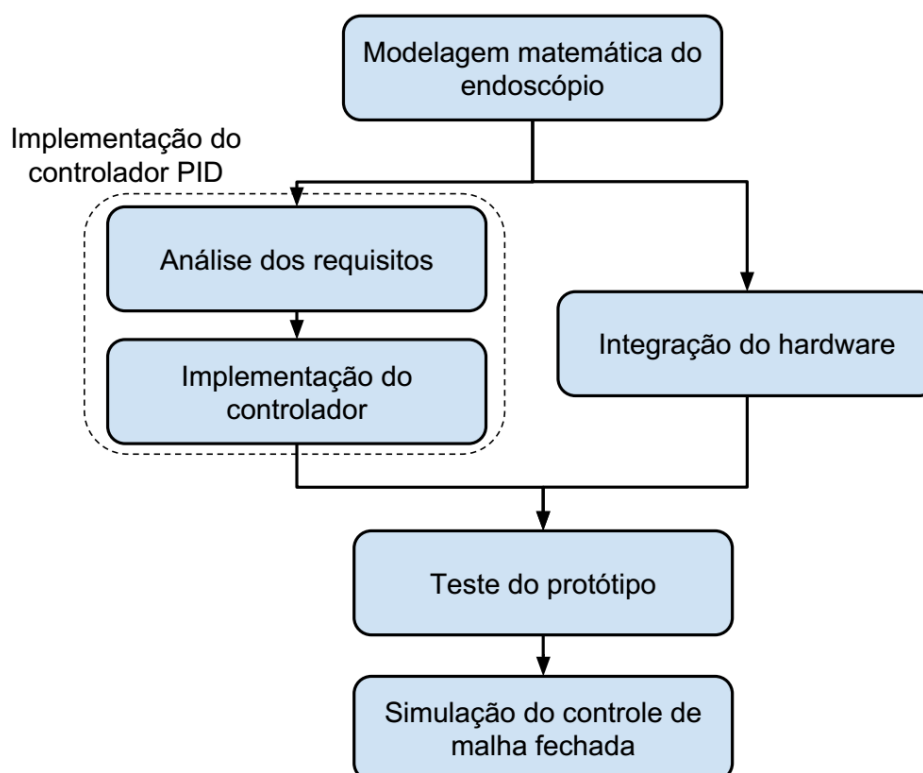 Modelagem matemática do
endoscópio
Implementação do
controlador PID
Análise dos requisitos
Implementação do
controlador
Integração do hardware
Teste do protótipo
Simulação do controle de
malha fechada